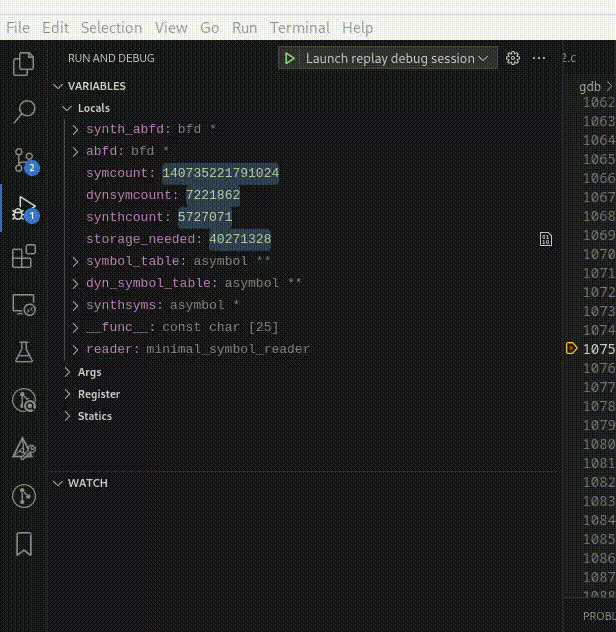 File Edit Selection View Go Run Terminal Help
RUN AND DEBUG Launch replay debug session 2.c
VARIABLES gdb
Locals 1062
synth_abfd: bfd * 1063
abfd: bfd * 1064
symcount: 140735221791024 1065
1066
dynsymcount: 7221862 1067
synthcount: 5727071 1068
storage_needed: 40271328 1069
symbol_table: asymbol ** 1070
dyn_symbol_table: asymbol ** 1071
1072
synthsyms: asymbol * 1073
__func__: const char [25] 1074
reader: minimal_symbol_reader 1075
Args 1076
Register 1077
1078
Statics 1079
1080
1081
WATCH 1082
1083
1084
1085
1086
1087
1088
PROBL
2
1